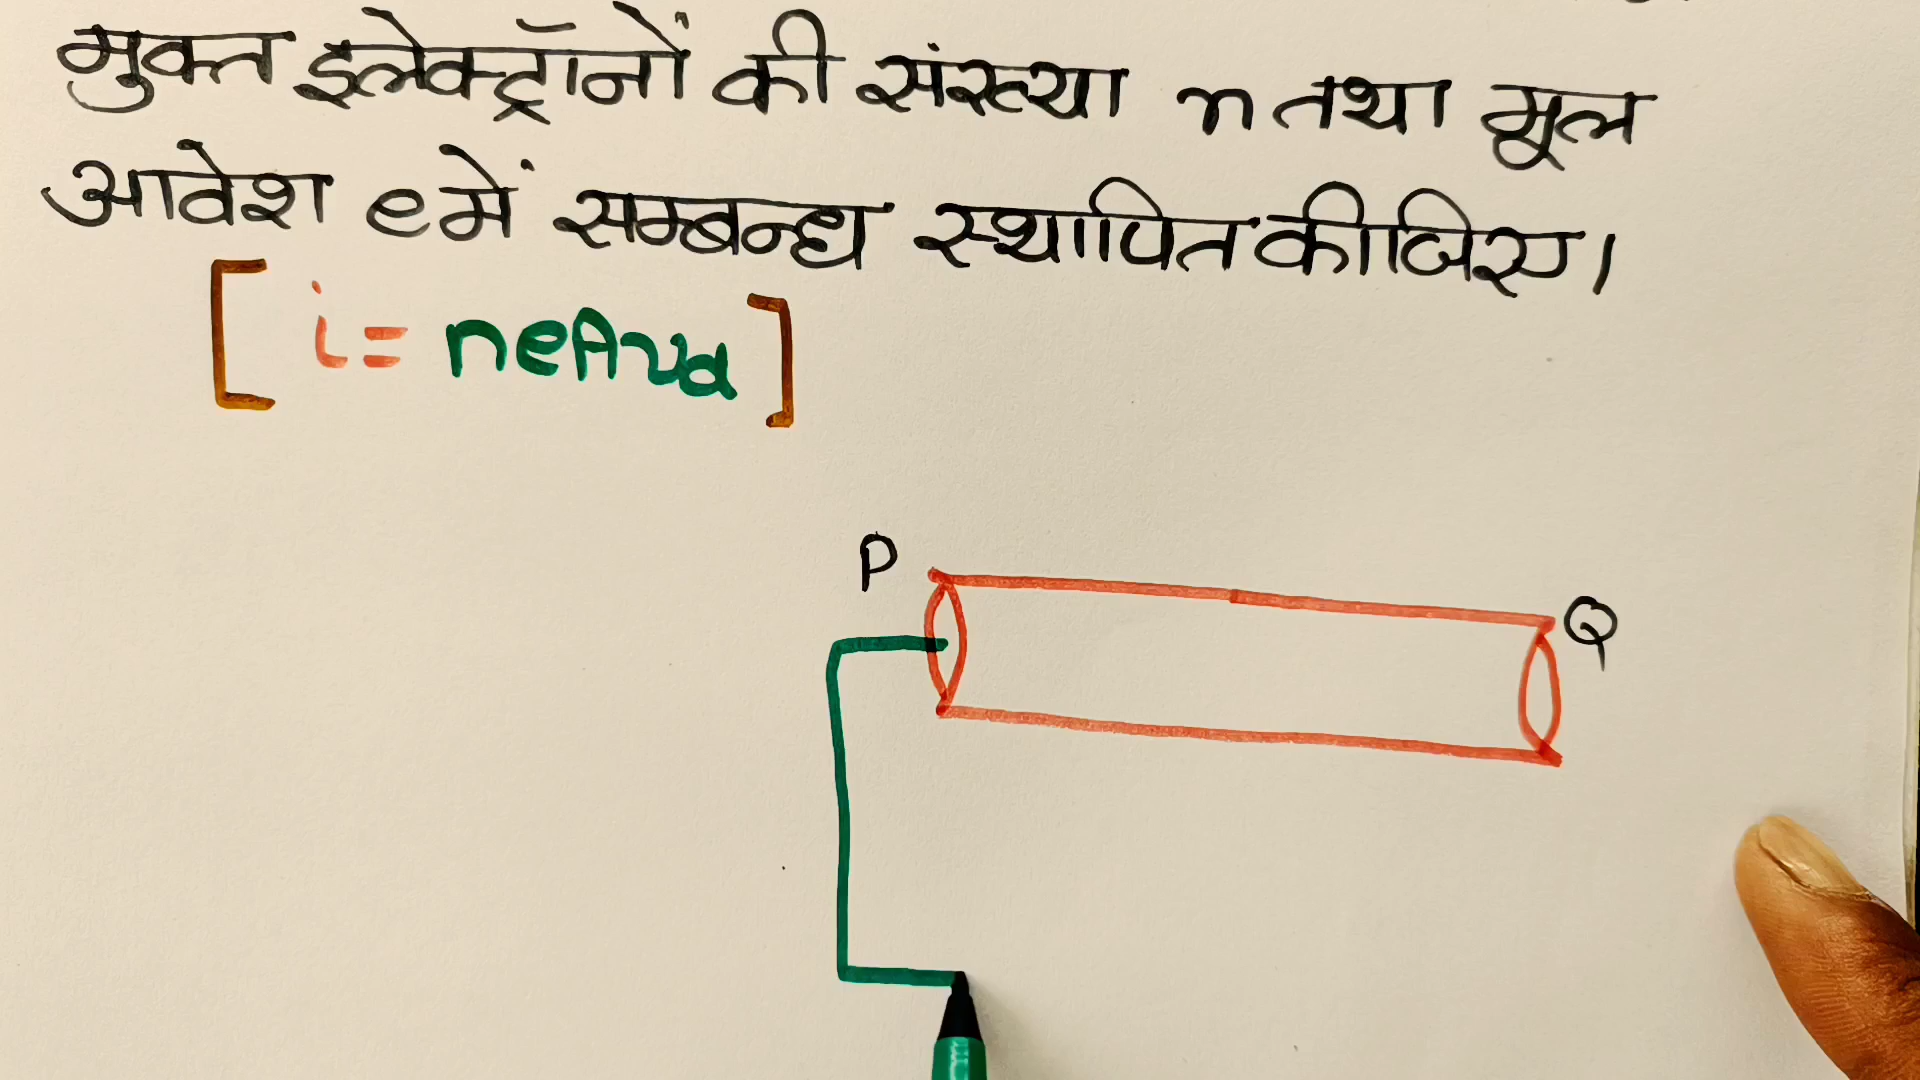 मुक्त इलेक्ट्रॉनों की संख्या n तथा मूल
आवेश e में सम्बन्ध स्थापित कीजिए।
[ i = neAvd ]
P
Q